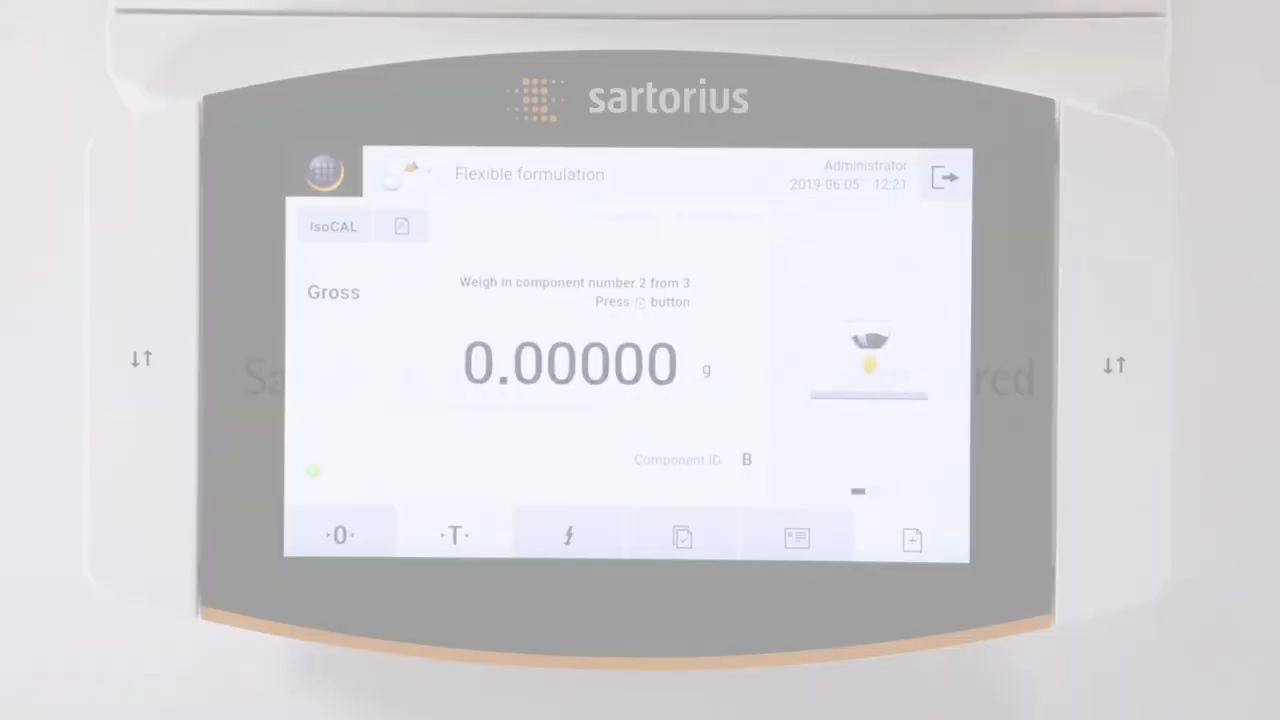 sartorius
Flexible formulation
Administrator
2019-06-05 12:21
isoCAL
Weigh in component number 2 from 3
Gross
Press button
0.00000 g
Component ID B
0
T